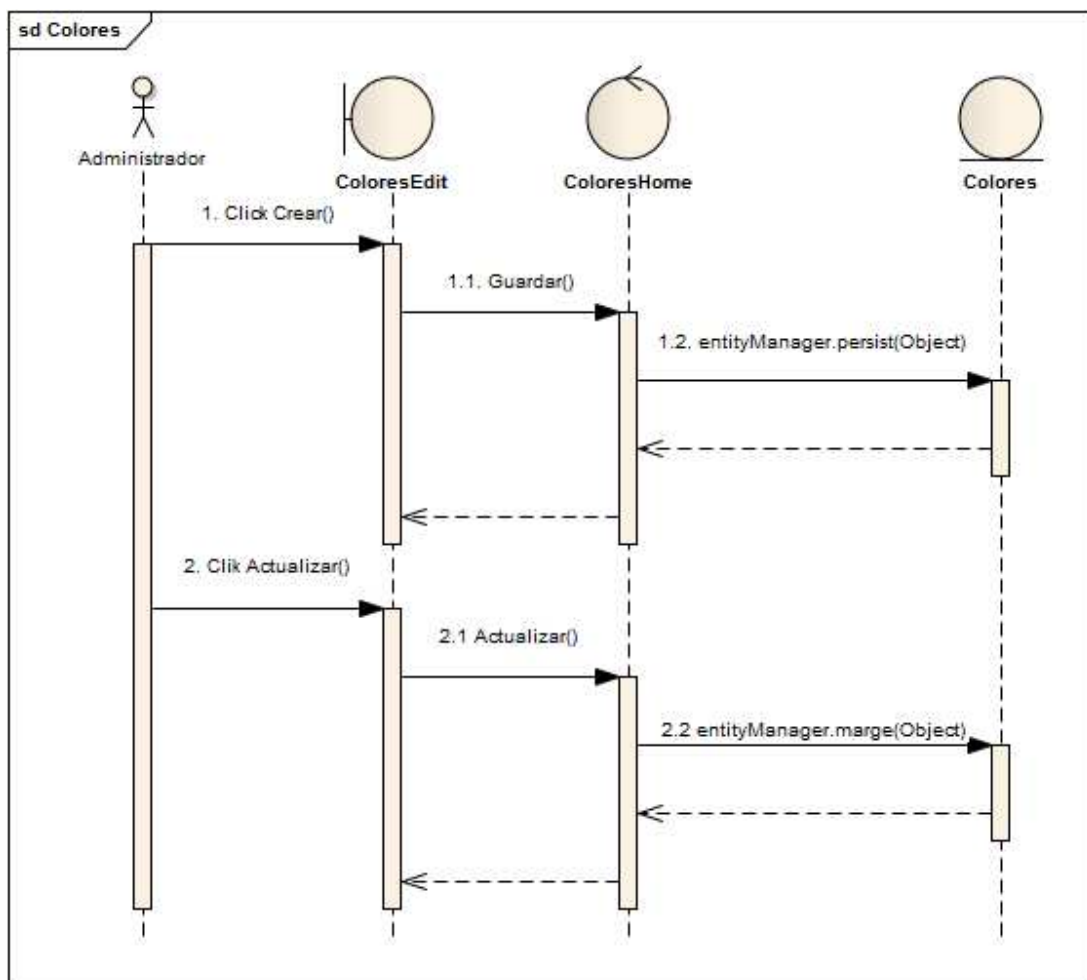 sd Colores
Administrador
ColoresEdit
ColoresHome
Colores
1. Click Crear()
1.1. Guardar()
1.2. entityManager.persist(Object)
2. Clik Actualizar()
2.1 Actualizar()
2.2 entityManager.marge(Object)